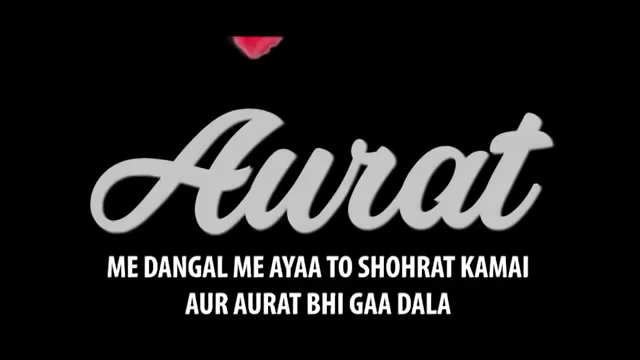 Aurat
ME DANGAL ME AYAA TO SHOHRAT KAMAI
AUR AURAT BHI GAA DALA